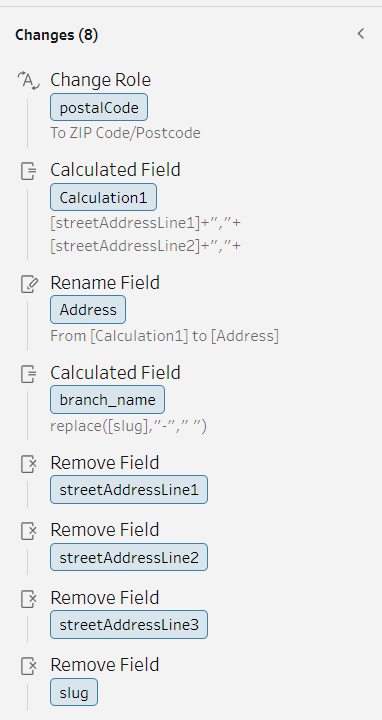 Changes (8)
Change Role
postalCode
To ZIP Code/Postcode
Calculated Field
Calculation1
[streetAddressLine1]+","+
[streetAddressLine2]+","+
Rename Field
Address
From [Calculation1] to [Address]
Calculated Field
branch_name
replace([slug],"-"," ")
Remove Field
streetAddressLine1
Remove Field
streetAddressLine2
Remove Field
streetAddressLine3
Remove Field
slug